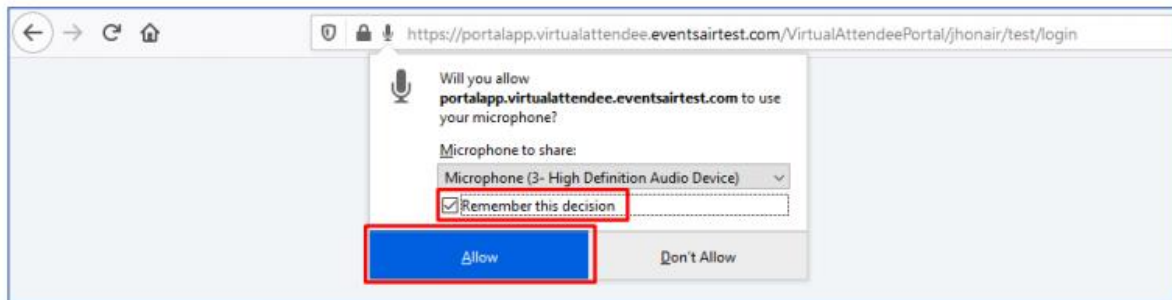 https://portalapp.virtualattendee.eventsairtest.com/VirtualAttendeePortal/jhonair/test/login
Will you allow
portalapp.virtualattendee.eventsairtest.com to use
your microphone?
Microphone to share:
Microphone (3- High Definition Audio Device)
Remember this decision
Allow
Don't Allow